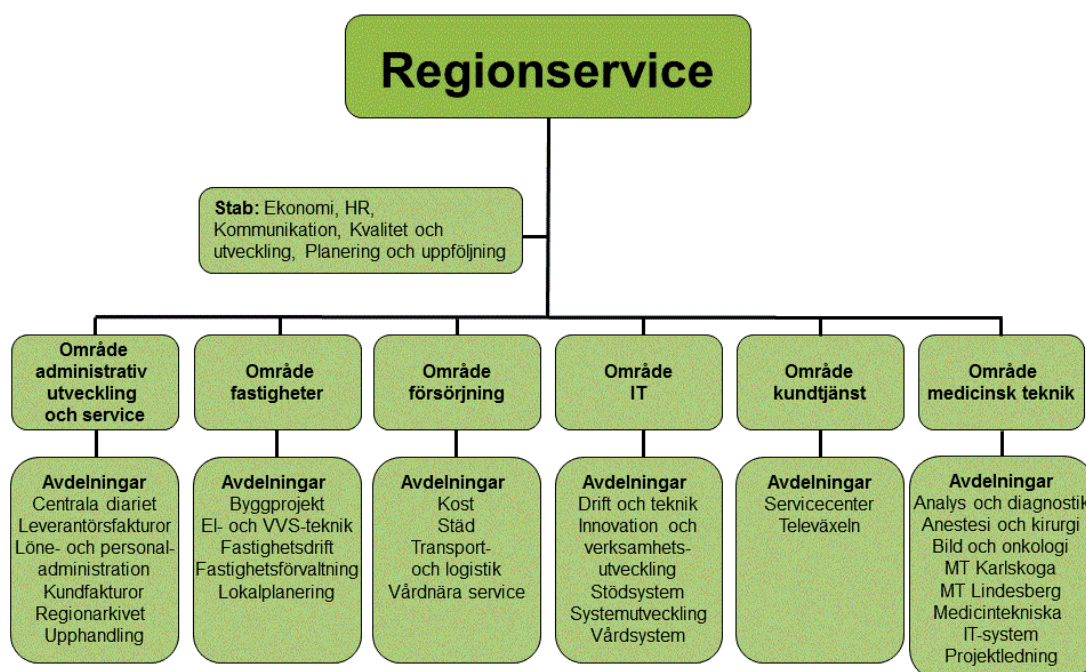 Regionservice
Stab: Ekonomi, HR,
Kommunikation, Kvalitet och
utveckling, Planering och uppföljning
Område
administrativ
utveckling
och service
Område
fastigheter
Område
försörjning
Område
IT
Område
kundtjänst
Område
medicinsk teknik
Avdelningar
Centrala diariet
Leverantörsfakturor
Löne- och personal-
administration
Kundfakturor
Regionarkivet
Upphandling
Avdelningar
Byggprojekt
El- och VVS-teknik
Fastighetsdrift
Fastighetsförvaltning
Lokalplanering
Avdelningar
Kost
Städ
Transport-
och logistik
Vårdnära service
Avdelningar
Drift och teknik
Innovation och
verksamhets-
utveckling
Stödsystem
Systemutveckling
Vårdsystem
Avdelningar
Servicecenter
Televäxeln
Avdelningar
Analys och diagnostik
Anestesi och kirurgi
Bild och onkologi
MT Karlskoga
MT Lindesberg
Medicintekniska
IT-system
Projektledning